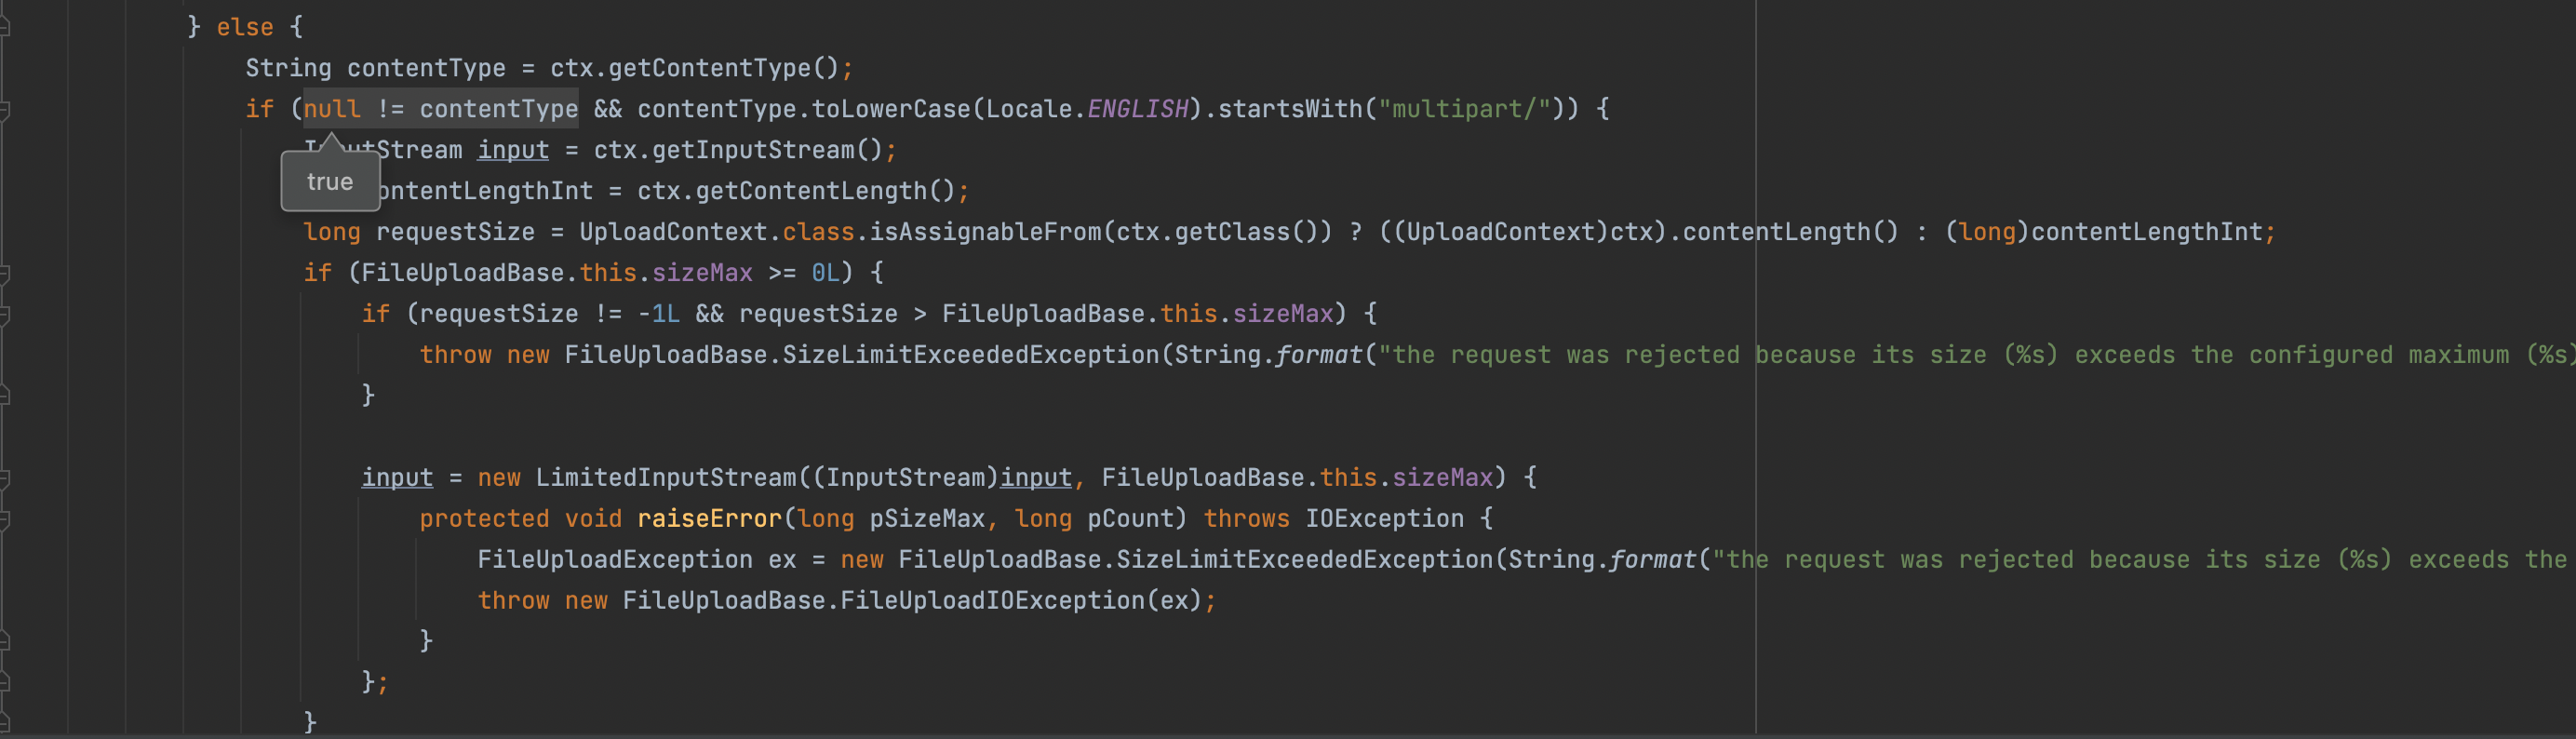 } else {
String contentType = ctx.getContentType();
if (null != contentType && contentType.toLowerCase(Locale.ENGLISH).startsWith("multipart/")) {
InputStream input = ctx.getInputStream();
true
ontentLengthInt = ctx.getContentLength();
long requestSize = UploadContext.class.isAssignableFrom(ctx.getClass()) ? ((UploadContext)ctx).contentLength() : (long)contentLengthInt;
if (FileUploadBase.this.sizeMax >= 0L) {
if (requestSize != -1L && requestSize > FileUploadBase.this.sizeMax) {
throw new FileUploadBase.SizeLimitExceededException(String.format("the request was rejected because its size (%s) exceeds the configured maximum (%s)
}
input = new LimitedInputStream((InputStream)input, FileUploadBase.this.sizeMax) {
protected void raiseError(long pSizeMax, long pCount) throws IOException {
FileUploadException ex = new FileUploadBase.SizeLimitExceededException(String.format("the request was rejected because its size (%s) exceeds the
throw new FileUploadBase.FileUploadIOException(ex);
}
};
}